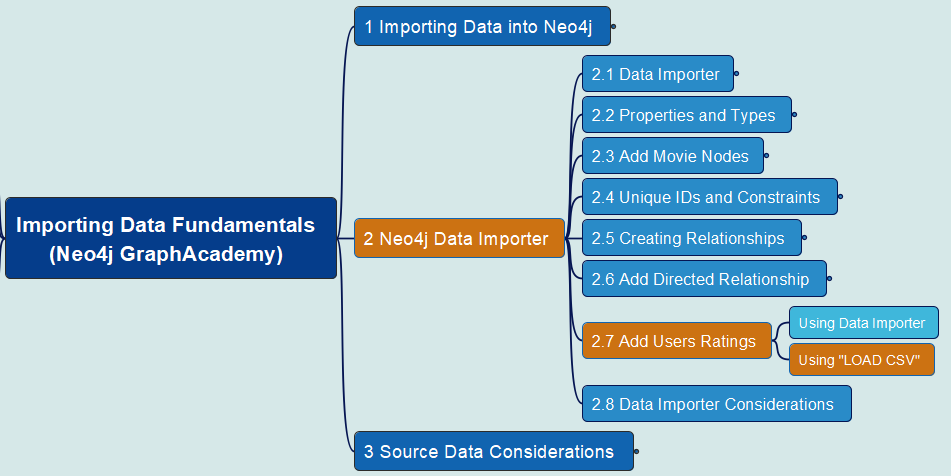 1 Importing Data into Neo4j
2.1 Data Importer
2.2 Properties and Types
2.3 Add Movie Nodes
2.4 Unique IDs and Constraints
Importing Data Fundamentals
(Neo4j GraphAcademy)
2 Neo4j Data Importer
2.5 Creating Relationships
2.6 Add Directed Relationship
2.7 Add Users Ratings
Using Data Importer
Using "LOAD CSV"
2.8 Data Importer Considerations
3 Source Data Considerations